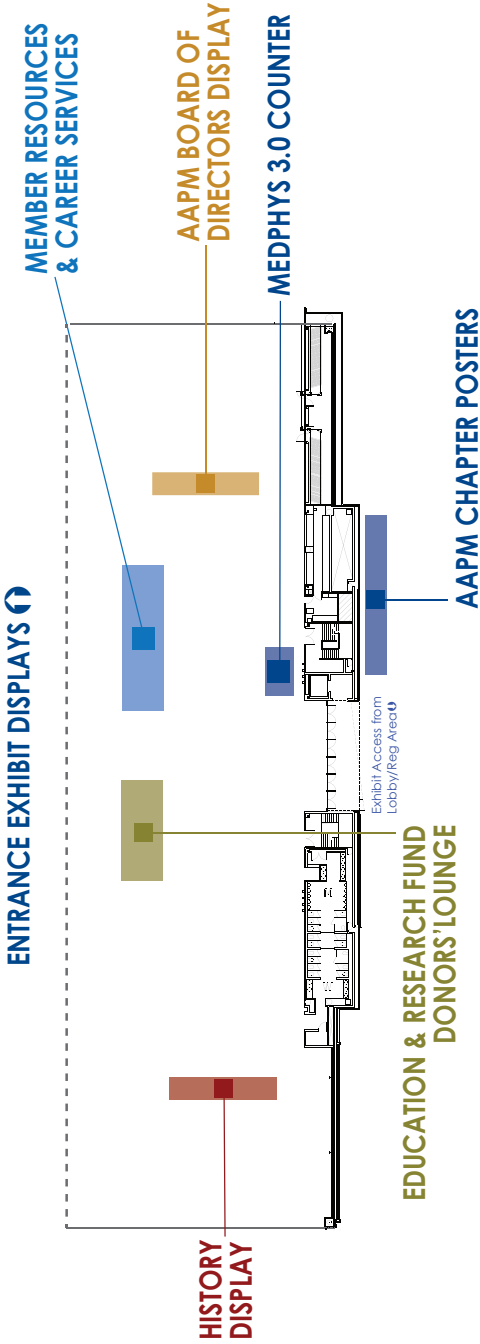 ENTRANCE EXHIBIT DISPLAYS
HISTORY
DISPLAY
MEMBER RESOURCES
& CAREER SERVICES
AAPM BOARD OF
DIRECTORS DISPLAY
MEDPHYS 3.0 COUNTER
Exhibit Access from
Lobby/Reg Area
EDUCATION & RESEARCH FUND
DONORS'LOUNGE
AAPM CHAPTER POSTERS